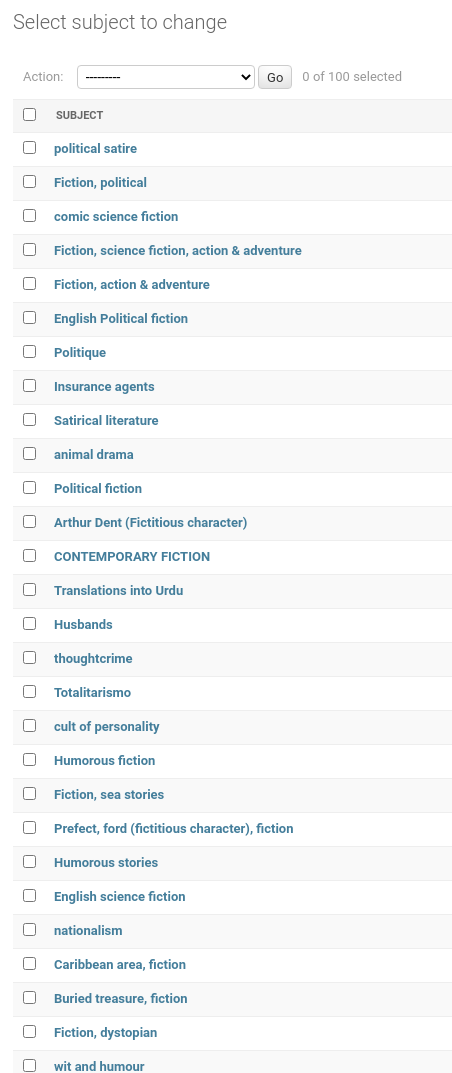 Select subject to change
Action: --------- Go 0 of 100 selected
SUBJECT
political satire
Fiction, political
comic science fiction
Fiction, science fiction, action & adventure
Fiction, action & adventure
English Political fiction
Politique
Insurance agents
Satirical literature
animal drama
Political fiction
Arthur Dent (Fictitious character)
CONTEMPORARY FICTION
Translations into Urdu
Husbands
thoughtcrime
Totalitarismo
cult of personality
Humorous fiction
Fiction, sea stories
Prefect, ford (fictitious character), fiction
Humorous stories
English science fiction
nationalism
Caribbean area, fiction
Buried treasure, fiction
Fiction, dystopian
wit and humour